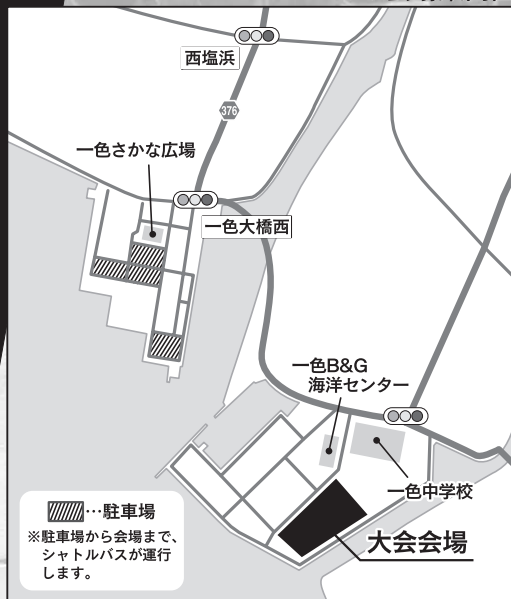 西塩浜
376
一色さかな広場
一色大橋西
一色B&G
海洋センター
一色中学校
大会会場
…駐車場
※駐車場から会場まで、
シャトルバスが運行
します。